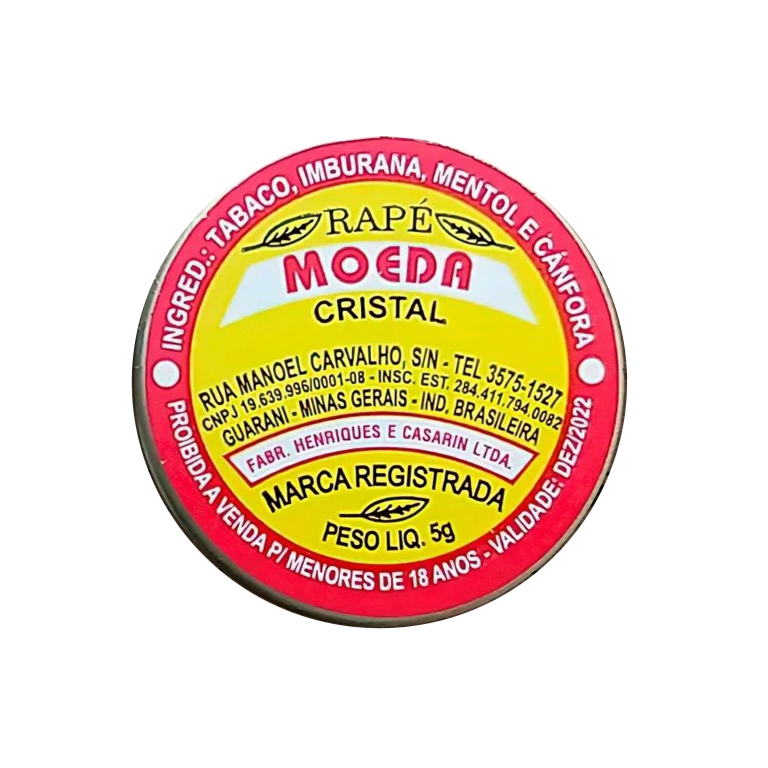 INGRED.: TABACO, IMBURANA, MENTOL E CÂNFORA
RAPÉ
MOEDA
CRISTAL
RUA MANOEL CARVALHO, S/N - TEL 3575-1527
CNPJ 19.639.996/0001-08 - INSC. EST. 284.411.794.0082
GUARANI - MINAS GERAIS - IND. BRASILEIRA
FABR. HENRIQUES E CASARIN LTDA.
MARCA REGISTRADA
PESO LIQ. 5g
PROIBIDA A VENDA P/ MENORES DE 18 ANOS - VALIDADE: DEZ/2022